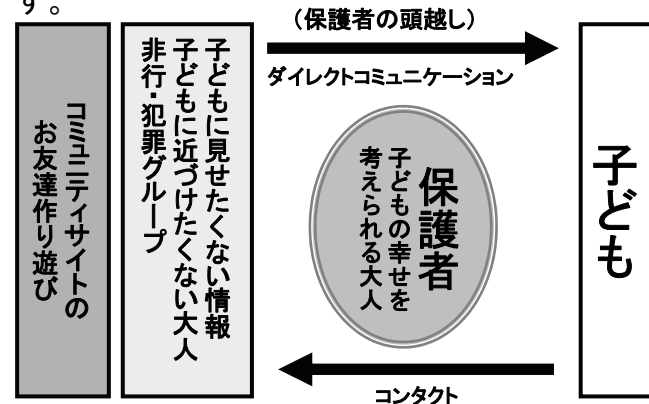 す。
（保護者の頭越し）
ダイレクトコミュニケーション
コミュニティサイトの
お友達作り遊び
子どもに見せたくない情報
子どもに近づけたくない大人
非行・犯罪グループ
保護者
子どもの幸せを
考えられる大人
子ども
コンタクト